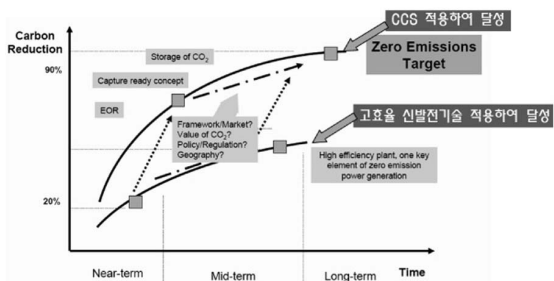 Carbon
Reduction
90%
20%
Storage of CO₂
Capture ready concept
EOR
Framework/Market?
Value of CO₂?
Policy/Regulation?
Geography?
CCS 적용하여 달성
Zero Emissions
Target
고효율 신발전기술 적용하여 달성
High efficiency plant, one key
element of zero emission
power generation
Near-term
Mid-term
Long-term
Time